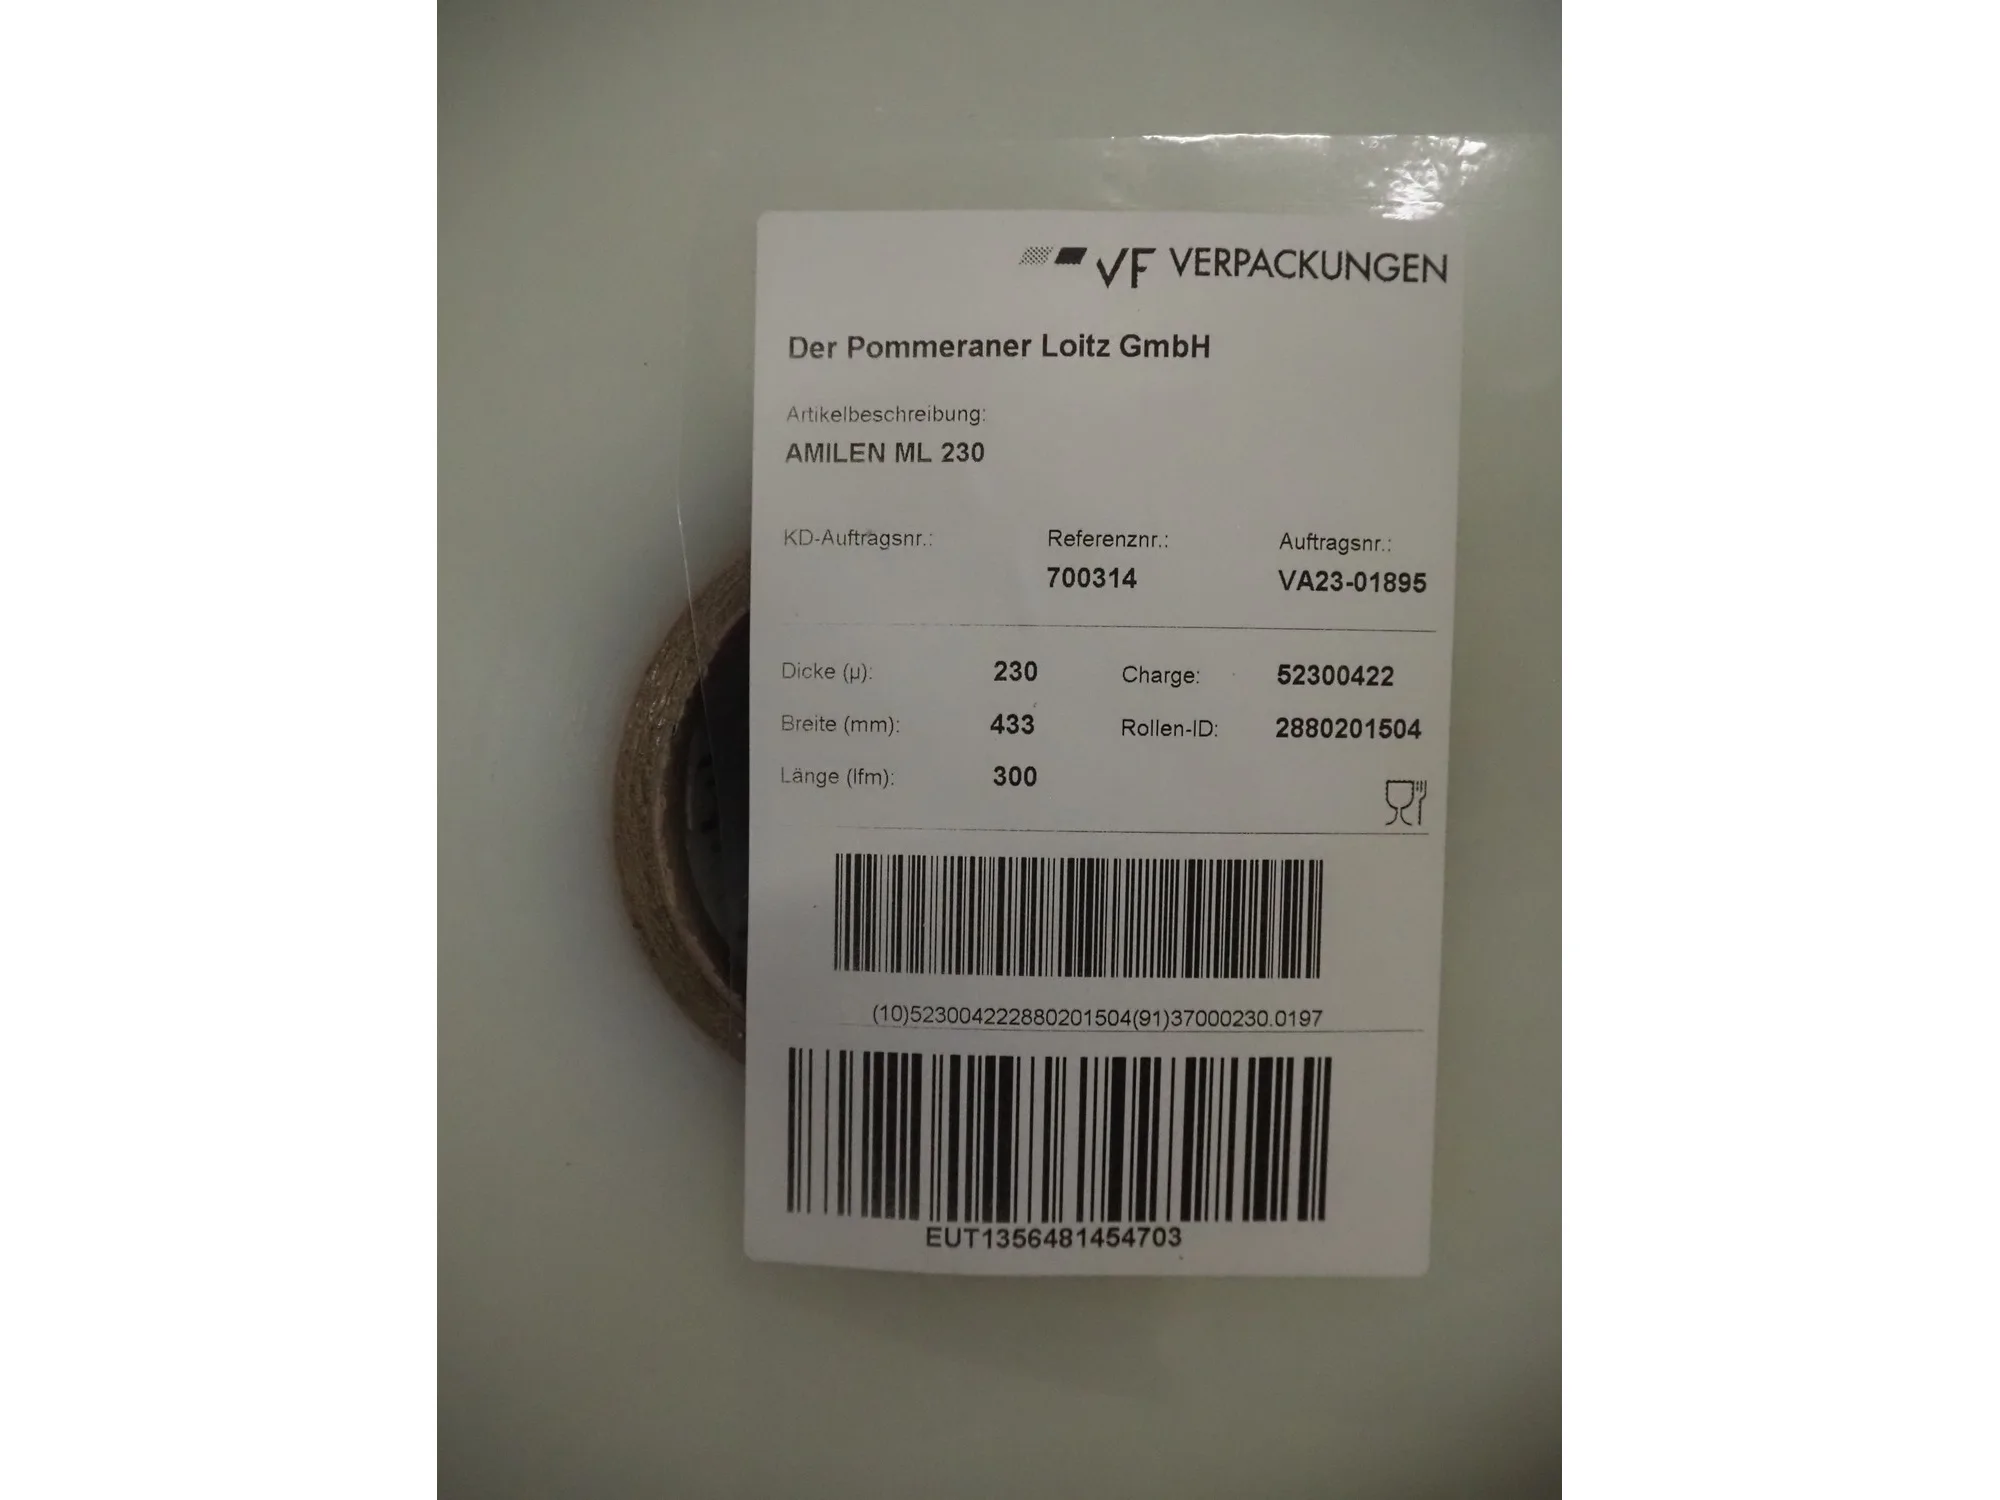 VF VERPACKUNGEN
Der Pommeraner Loitz GmbH
Artikelbeschreibung:
AMILEN ML 230
KD-Auftragsnr.: Referenznr.: Auftragsnr.:
700314 VA23-01895
Dicke (µ): 230 Charge: 52300422
Breite (mm): 433 Rollen-ID: 2880201504
Länge (lfm): 300
(10)523004222880201504(91)37000230.0197
EUT1356481454703